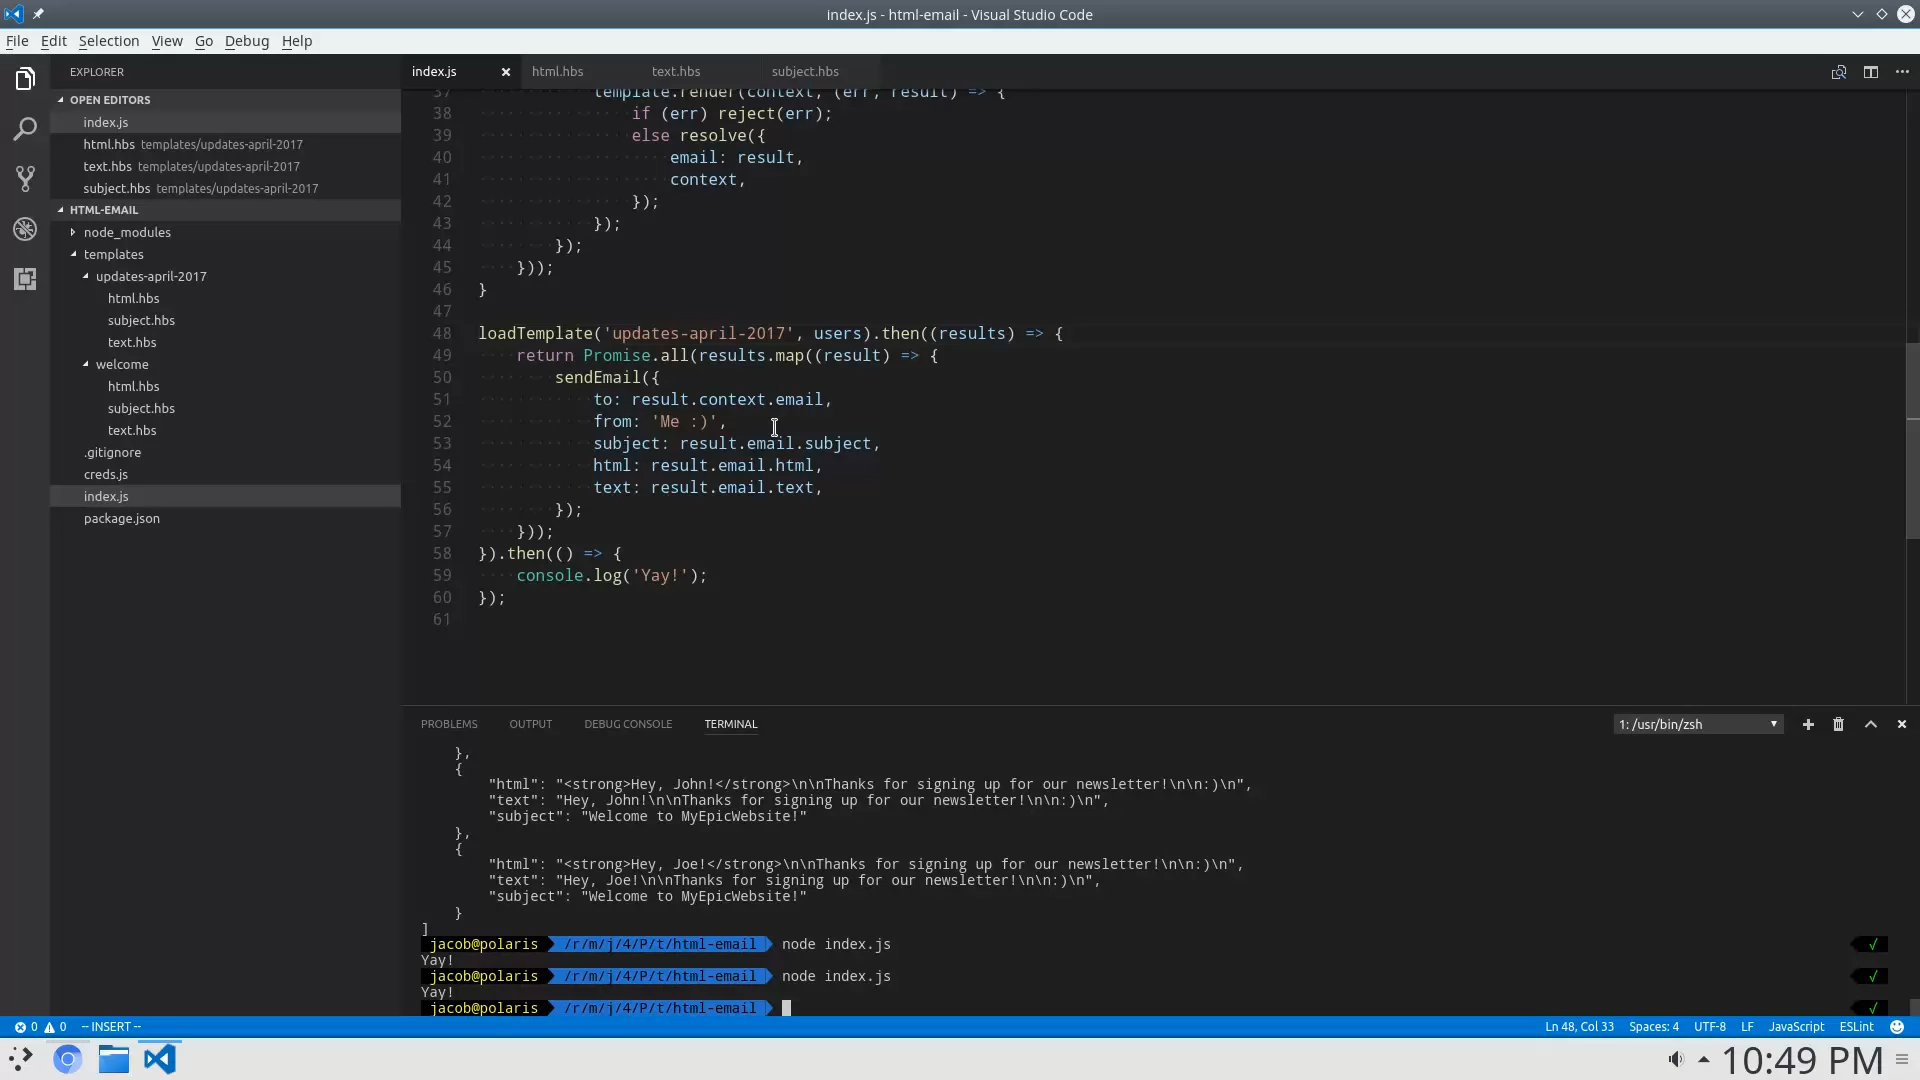 index.js - html-email - Visual Studio Code
File Edit Selection View Go Debug Help
EXPLORER
OPEN EDITORS
index.js
html.hbs templates/updates-april-2017
text.hbs templates/updates-april-2017
subject.hbs templates/updates-april-2017
HTML-EMAIL
node_modules
templates
updates-april-2017
html.hbs
subject.hbs
text.hbs
welcome
html.hbs
subject.hbs
text.hbs
.gitignore
creds.js
index.js
package.json
index.js html.hbs text.hbs subject.hbs
37 template.render(context, (err, result) => {
38 if (err) reject(err);
39 else resolve({
40 email: result,
41 context,
42 });
43 });
44 });
45 }));
46 }
47
48 loadTemplate('updates-april-2017', users).then((results) => {
49 return Promise.all(results.map((result) => {
50 sendEmail({
51 to: result.context.email,
52 from: 'Me :)',
53 subject: result.email.subject,
54 html: result.email.html,
55 text: result.email.text,
56 });
57 }));
58 }).then(() => {
59 console.log('Yay!');
60 });
61
PROBLEMS OUTPUT DEBUG CONSOLE TERMINAL 1: /usr/bin/zsh
},
{
"html": "<strong>Hey, John!</strong>\n\nThanks for signing up for our newsletter!\n\n:)\n",
"text": "Hey, John!\n\nThanks for signing up for our newsletter!\n\n:)\n",
"subject": "Welcome to MyEpicWebsite!"
},
{
"html": "<strong>Hey, Joe!</strong>\n\nThanks for signing up for our newsletter!\n\n:)\n",
"text": "Hey, Joe!\n\nThanks for signing up for our newsletter!\n\n:)\n",
"subject": "Welcome to MyEpicWebsite!"
}
]
jacob@polaris /r/m/j/4/P/t/html-email node index.js √
Yay!
jacob@polaris /r/m/j/4/P/t/html-email node index.js √
Yay!
jacob@polaris /r/m/j/4/P/t/html-email √
0 0 -- INSERT -- Ln 48, Col 33 Spaces: 4 UTF-8 LF JavaScript ESLint
10:49 PM